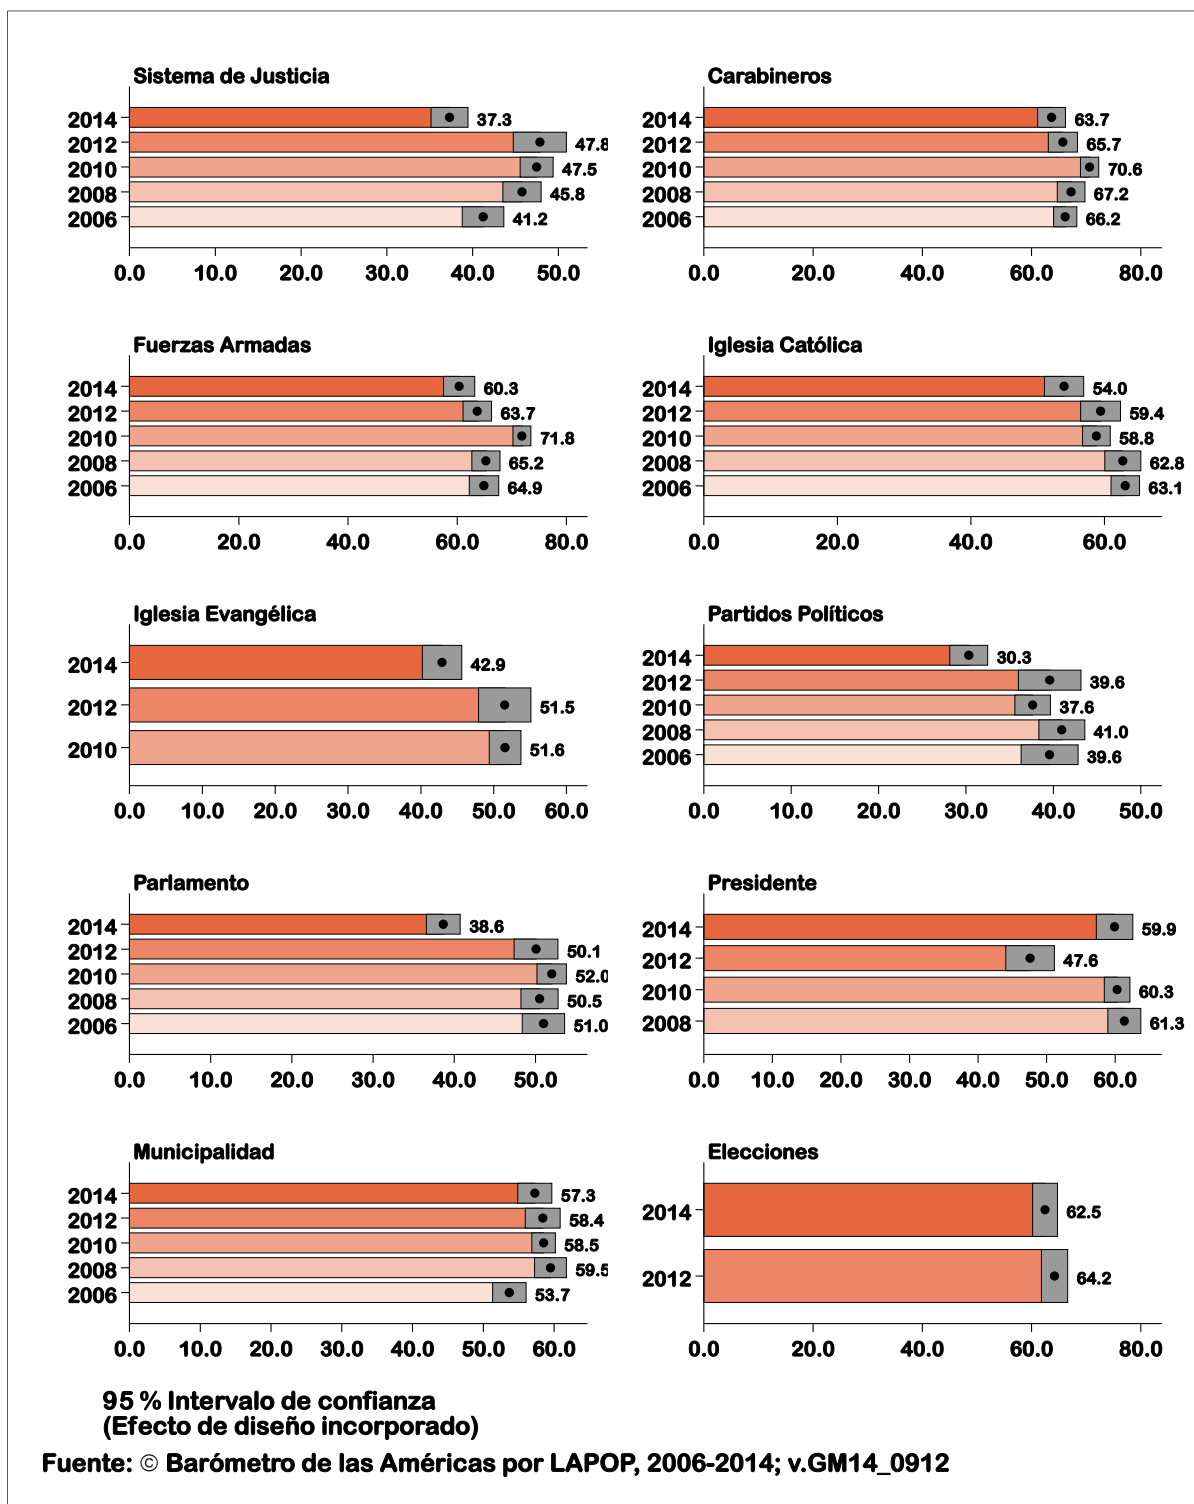 Sistema de Justicia
2014 37.3
2012 47.8
2010 47.5
2008 45.8
2006 41.2
0.0 10.0 20.0 30.0 40.0 50.0
Carabineros
2014 63.7
2012 65.7
2010 70.6
2008 67.2
2006 66.2
0.0 20.0 40.0 60.0 80.0
Fuerzas Armadas
2014 60.3
2012 63.7
2010 71.8
2008 65.2
2006 64.9
0.0 20.0 40.0 60.0 80.0
Iglesia Católica
2014 54.0
2012 59.4
2010 58.8
2008 62.8
2006 63.1
0.0 20.0 40.0 60.0
Iglesia Evangélica
2014 42.9
2012 51.5
2010 51.6
0.0 10.0 20.0 30.0 40.0 50.0 60.0
Partidos Políticos
2014 30.3
2012 39.6
2010 37.6
2008 41.0
2006 39.6
0.0 10.0 20.0 30.0 40.0 50.0
Parlamento
2014 38.6
2012 50.1
2010 52.0
2008 50.5
2006 51.0
0.0 10.0 20.0 30.0 40.0 50.0
Presidente
2014 59.9
2012 47.6
2010 60.3
2008 61.3
0.0 10.0 20.0 30.0 40.0 50.0 60.0
Municipalidad
2014 57.3
2012 58.4
2010 58.5
2008 59.5
2006 53.7
0.0 10.0 20.0 30.0 40.0 50.0 60.0
Elecciones
2014 62.5
2012 64.2
0.0 20.0 40.0 60.0 80.0
95 % Intervalo de confianza
(Efecto de diseño incorporado)
Fuente: © Barómetro de las Américas por LAPOP, 2006-2014; v.GM14_0912